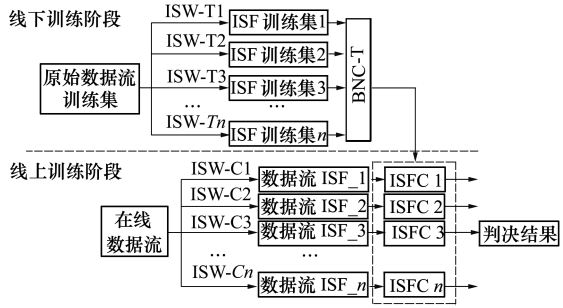 线下训练阶段
ISW-T1
ISF 训练集1
ISW-T2
ISF 训练集2
原始数据流
训练集
ISW-T3
ISF 训练集3
...
...
ISW-Tn
ISF 训练集n
BNC-T
线上训练阶段
ISW-C1
数据流 ISF_1
ISFC 1
ISW-C2
数据流 ISF_2
ISFC 2
在线
数据流
ISW-C3
数据流 ISF_3
ISFC 3
判决结果
...
...
ISW-Cn
数据流 ISF_n
ISFC n